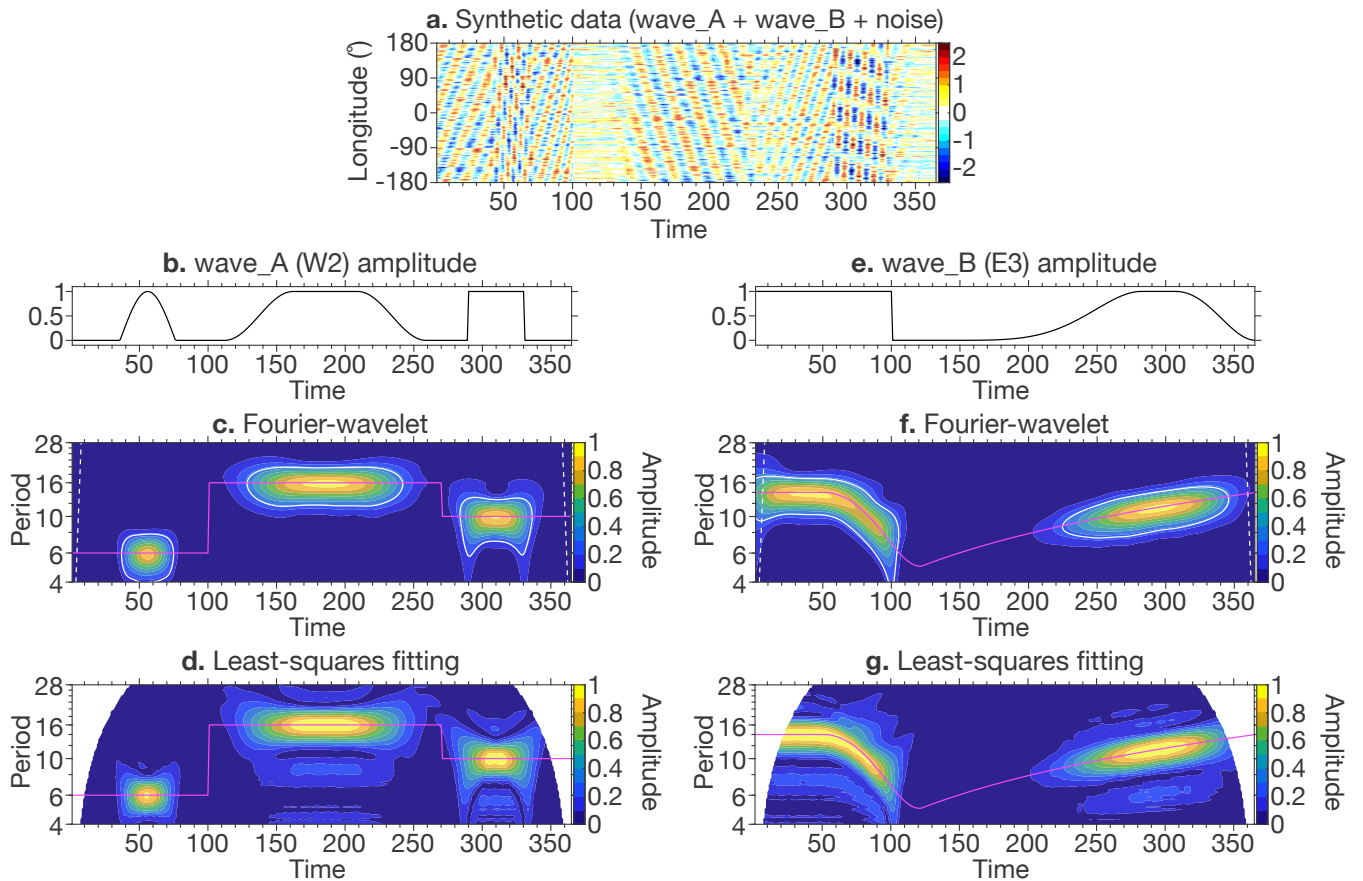 a. Synthetic data (wave_A + wave_B + noise)
180
90
0
-90
-180
Longitude (°)
2
1
0
-1
-2
50 100 150 200 250 300 350
Time
b. wave_A (W2) amplitude
1
0.5
0
50 100 150 200 250 300 350
Time
e. wave_B (E3) amplitude
1
0.5
0
50 100 150 200 250 300 350
Time
c. Fourier-wavelet
28
16
10
6
4
Period
1
0.8
0.6
0.4
0.2
0
Amplitude
50 100 150 200 250 300 350
Time
f. Fourier-wavelet
28
16
10
6
4
Period
1
0.8
0.6
0.4
0.2
0
Amplitude
50 100 150 200 250 300 350
Time
d. Least-squares fitting
28
16
10
6
4
Period
1
0.8
0.6
0.4
0.2
0
Amplitude
50 100 150 200 250 300 350
Time
g. Least-squares fitting
28
16
10
6
4
Period
1
0.8
0.6
0.4
0.2
0
Amplitude
50 100 150 200 250 300 350
Time